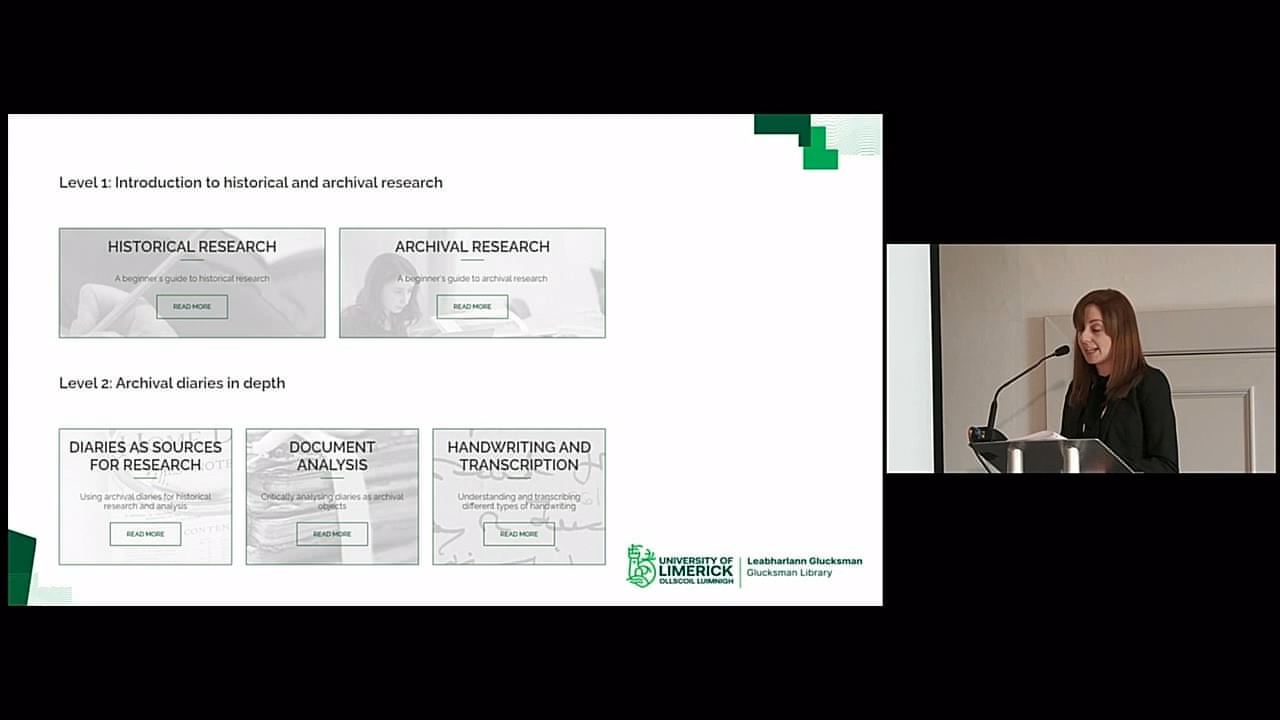 Level 1: Introduction to historical and archival research
HISTORICAL RESEARCH
A beginner's guide to historical research
READ MORE
ARCHIVAL RESEARCH
A beginner's guide to archival research
READ MORE
Level 2: Archival diaries in depth
DIARIES AS SOURCES
FOR RESEARCH
Using archival diaries for historical
research and analysis
READ MORE
DOCUMENT
ANALYSIS
Critically analysing diaries as archival
objects
READ MORE
HANDWRITING AND
TRANSCRIPTION
Understanding and transcribing
different types of handwriting
READ MORE
UNIVERSITY OF
LIMERICK
OLLSCOIL LUIMNIGH
Leabharlann Glucksman
Glucksman Library